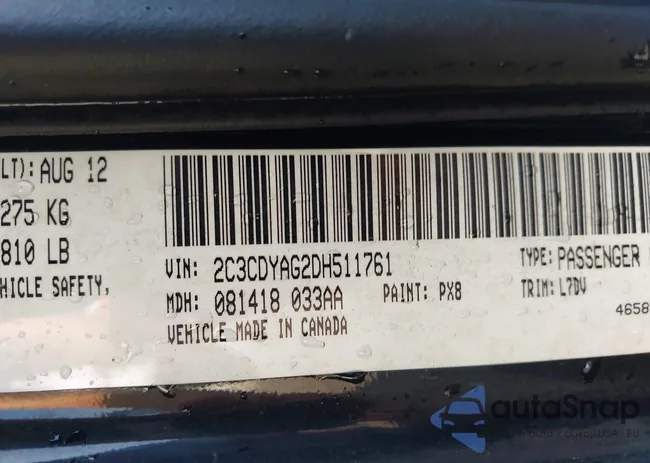 LT): AUG 12
275 KG
810 LB
HICLE SAFETY,
VIN: 2C3CDYAG2DH511761
TYPE: PASSENGER
MDH: 081418 033AA
PAINT: PX8
TRIM: L7DV
VEHICLE MADE IN CANADA
4658
autoSnap